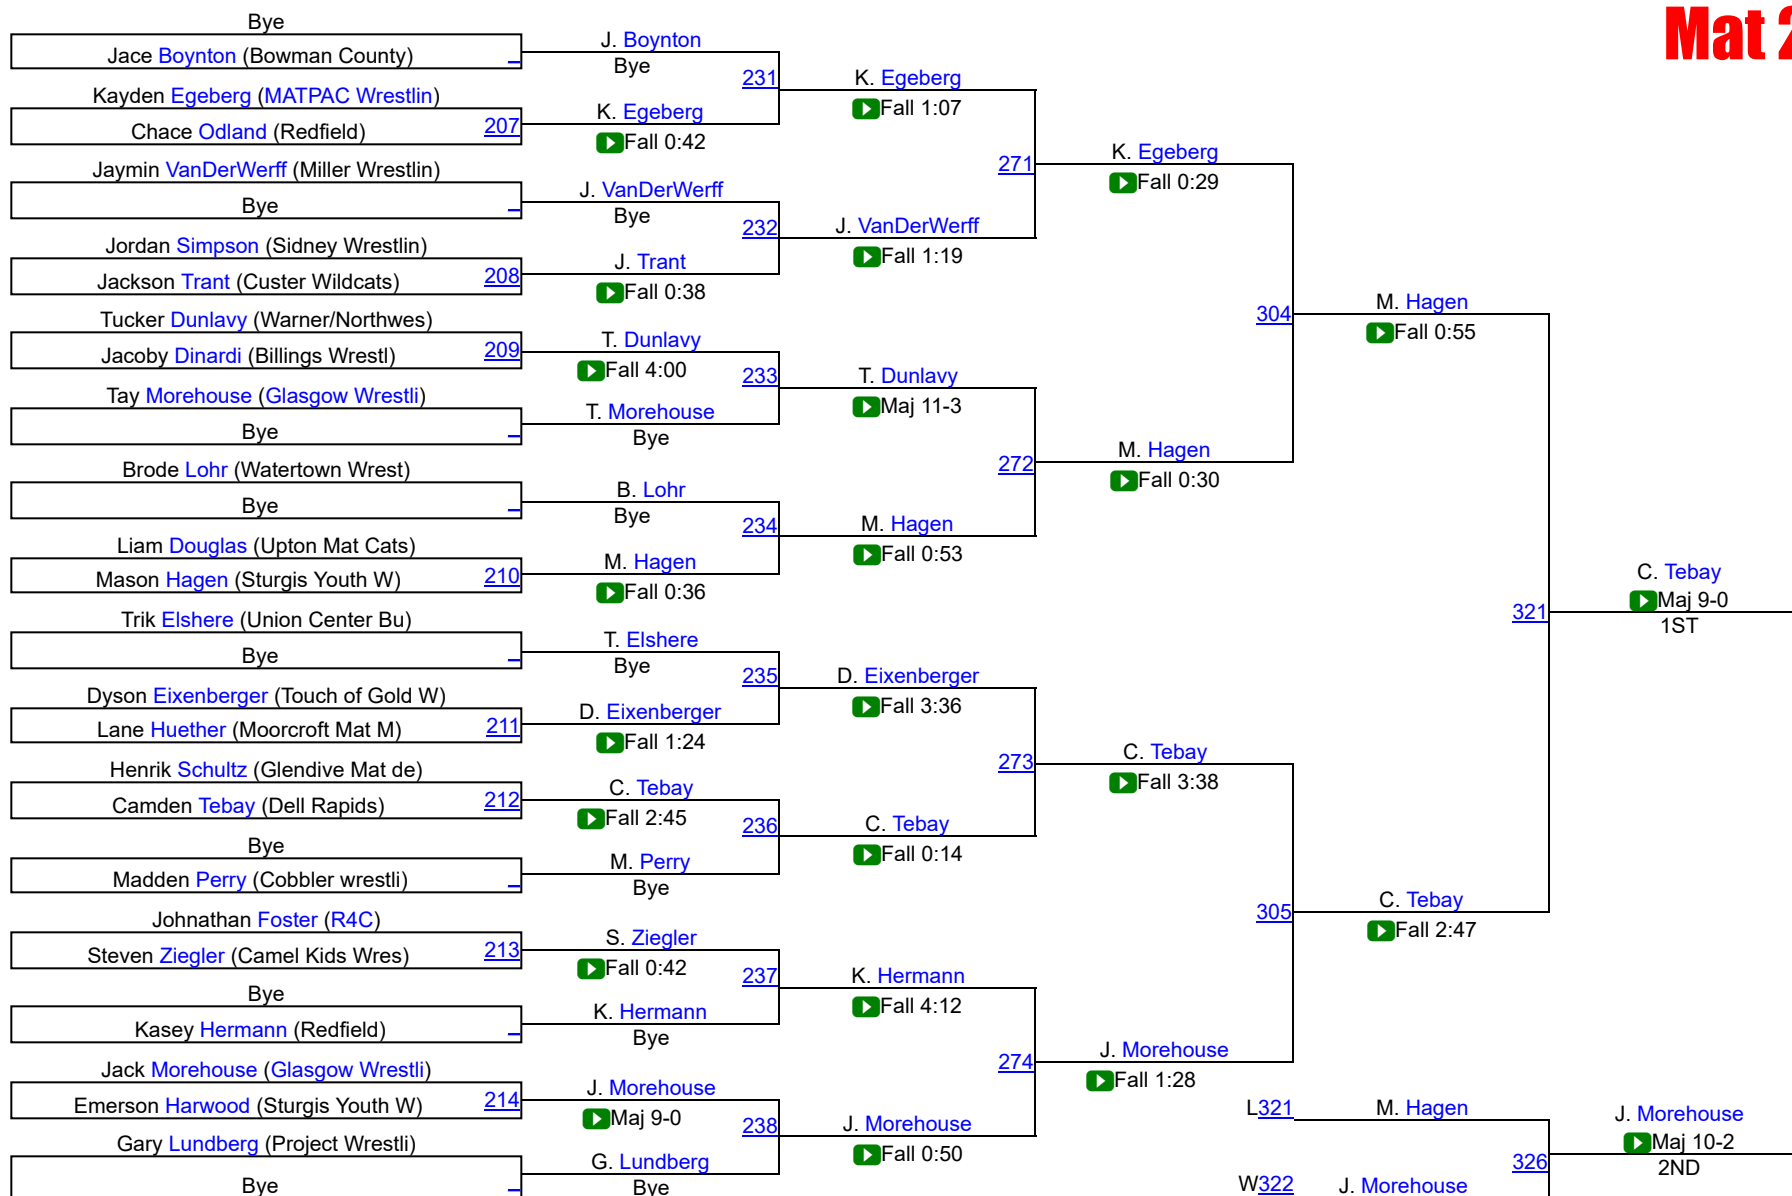 Mat 2
Bye
Jace Boynton (Bowman County)
Kayden Egeberg (MATPAC Wrestlin)
Chace Odland (Redfield) 207
Jaymin VanDerWerff (Miller Wrestlin)
Bye
Jordan Simpson (Sidney Wrestlin)
Jackson Trant (Custer Wildcats) 208
Tucker Dunlavy (Warner/Northwes)
Jacoby Dinardi (Billings Wrestl) 209
Tay Morehouse (Glasgow Wrestli)
Bye
Brode Lohr (Watertown Wrest)
Bye
Liam Douglas (Upton Mat Cats)
Mason Hagen (Sturgis Youth W) 210
Trik Elshere (Union Center Bu)
Bye
Dyson Eixenberger (Touch of Gold W)
Lane Huether (Moorcroft Mat M) 211
Henrik Schultz (Glendive Mat de)
Camden Tebay (Dell Rapids) 212
Bye
Madden Perry (Cobbler wrestli)
Johnathan Foster (R4C)
Steven Ziegler (Camel Kids Wres) 213
Bye
Kasey Hermann (Redfield)
Jack Morehouse (Glasgow Wrestli)
Emerson Harwood (Sturgis Youth W) 214
Gary Lundberg (Project Wrestli)
Bye
J. Boynton
Bye
231
K. Egeberg
Fall 0:42
J. VanDerWerff
Bye
232
J. Trant
Fall 0:38
T. Dunlavy
Fall 4:00
233
T. Morehouse
Bye
B. Lohr
Bye
234
M. Hagen
Fall 0:36
T. Elshere
Bye
235
D. Eixenberger
Fall 1:24
C. Tebay
Fall 2:45
236
M. Perry
Bye
S. Ziegler
Fall 0:42
237
K. Hermann
Bye
J. Morehouse
Maj 9-0
238
G. Lundberg
Bye
K. Egeberg
Fall 1:07
271
J. VanDerWerff
Fall 1:19
T. Dunlavy
Maj 11-3
272
M. Hagen
Fall 0:53
D. Eixenberger
Fall 3:36
273
C. Tebay
Fall 0:14
K. Hermann
Fall 4:12
274
J. Morehouse
Fall 0:50
K. Egeberg
Fall 0:29
304
M. Hagen
Fall 0:30
C. Tebay
Fall 3:38
305
J. Morehouse
Fall 1:28
M. Hagen
Fall 0:55
321
C. Tebay
Fall 2:47
C. Tebay
Maj 9-0
1ST
L321 M. Hagen
326
W322 J. Morehouse
J. Morehouse
Maj 10-2
2ND